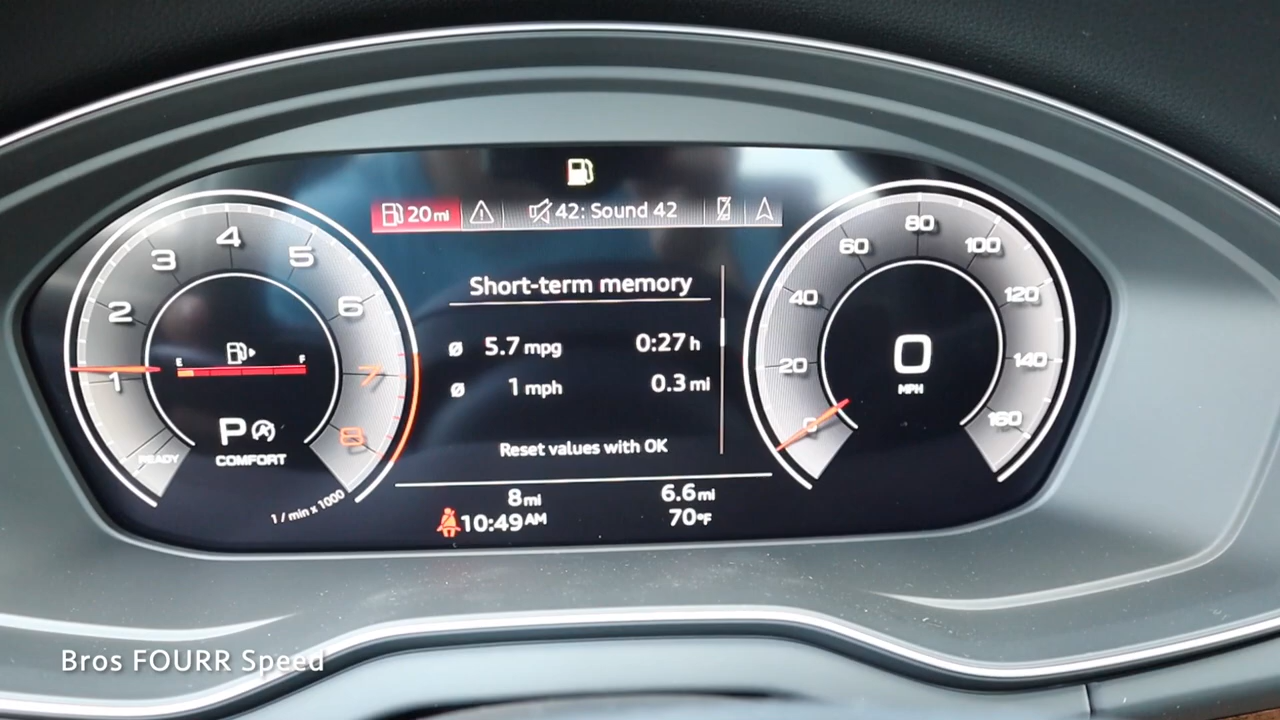 20 mi
42: Sound 42
1
2
3
4
5
6
7
8
E
F
P
COMFORT
READY
1 / min x 1000
Short-term memory
ø 5.7 mpg 0:27 h
ø 1 mph 0.3 mi
Reset values with OK
8 mi 6.6 mi
10:49 AM 70°F
0
20
40
60
80
100
120
140
160
0
MPH
Bros FOURR Speed